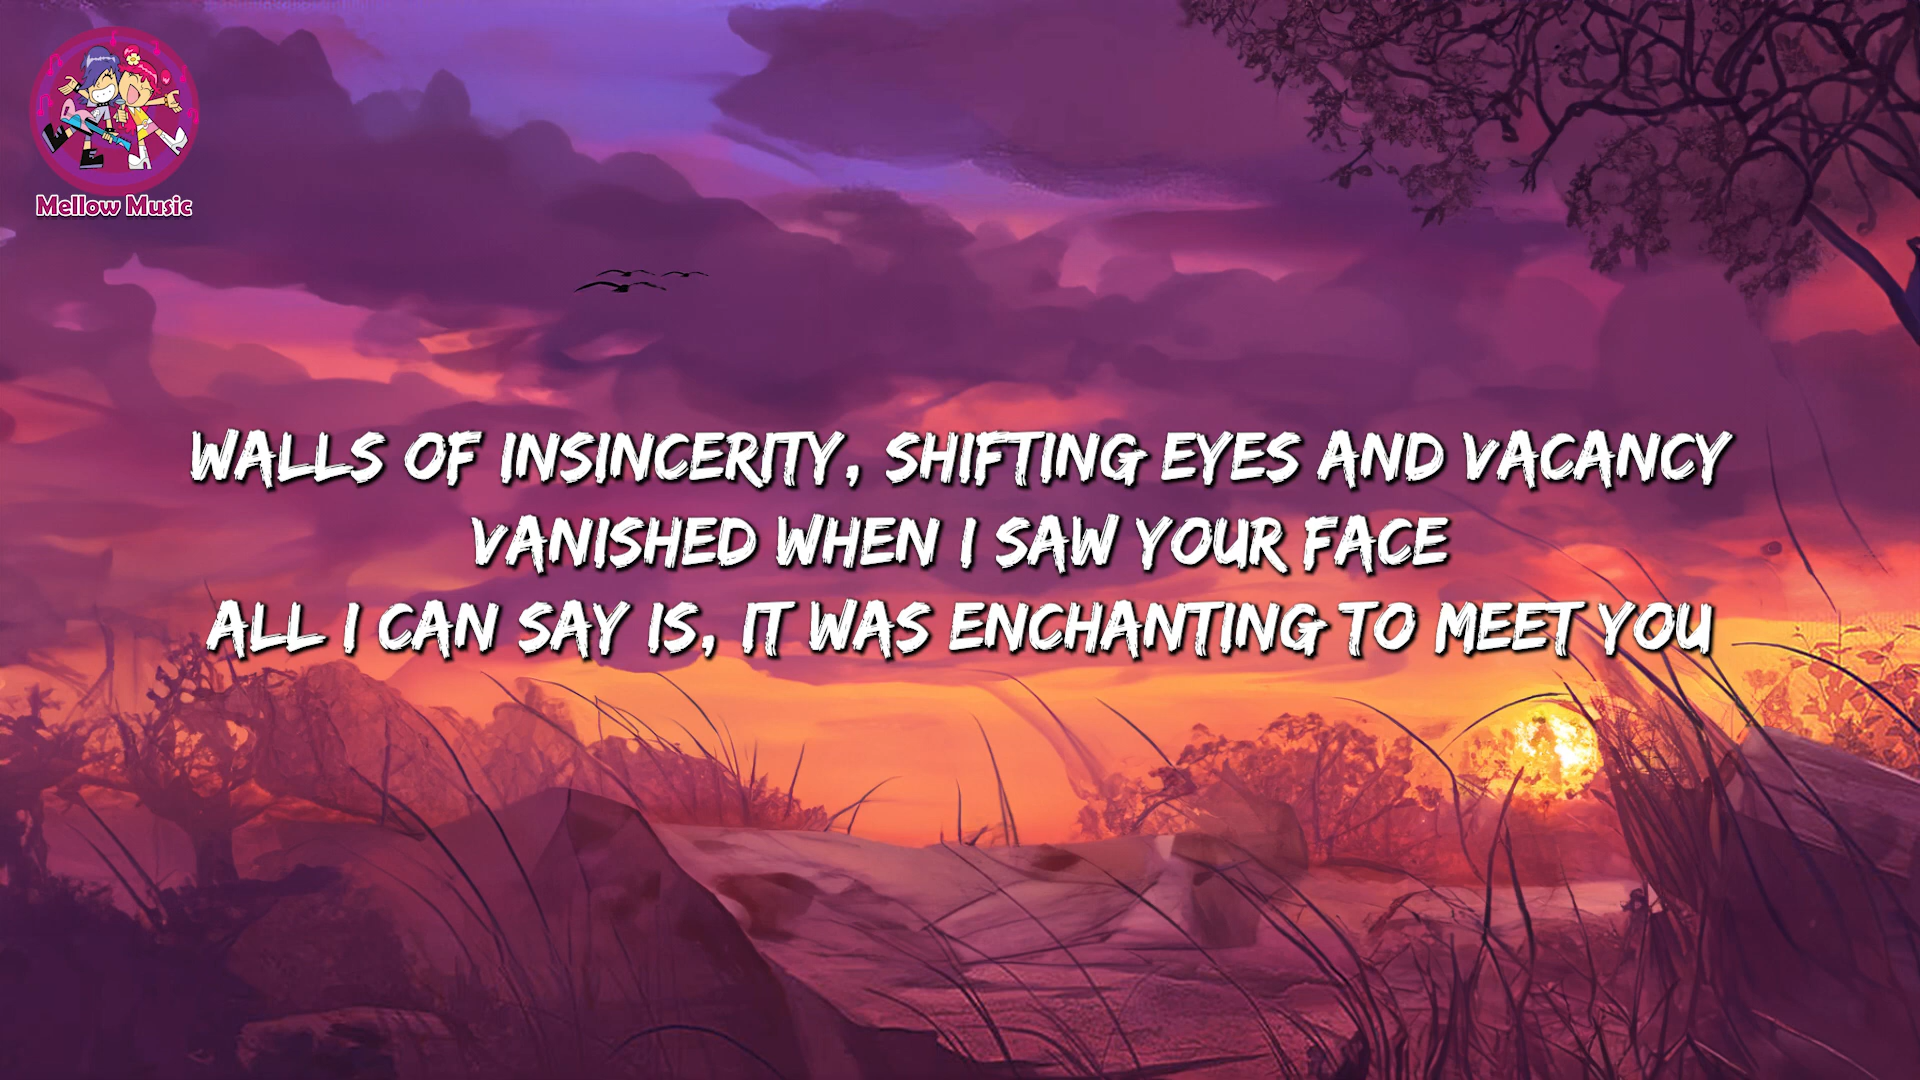 Mellow Music
WALLS OF INSINCERITY, SHIFTING EYES AND VACANCY
VANISHED WHEN I SAW YOUR FACE
ALL I CAN SAY IS, IT WAS ENCHANTING TO MEET YOU